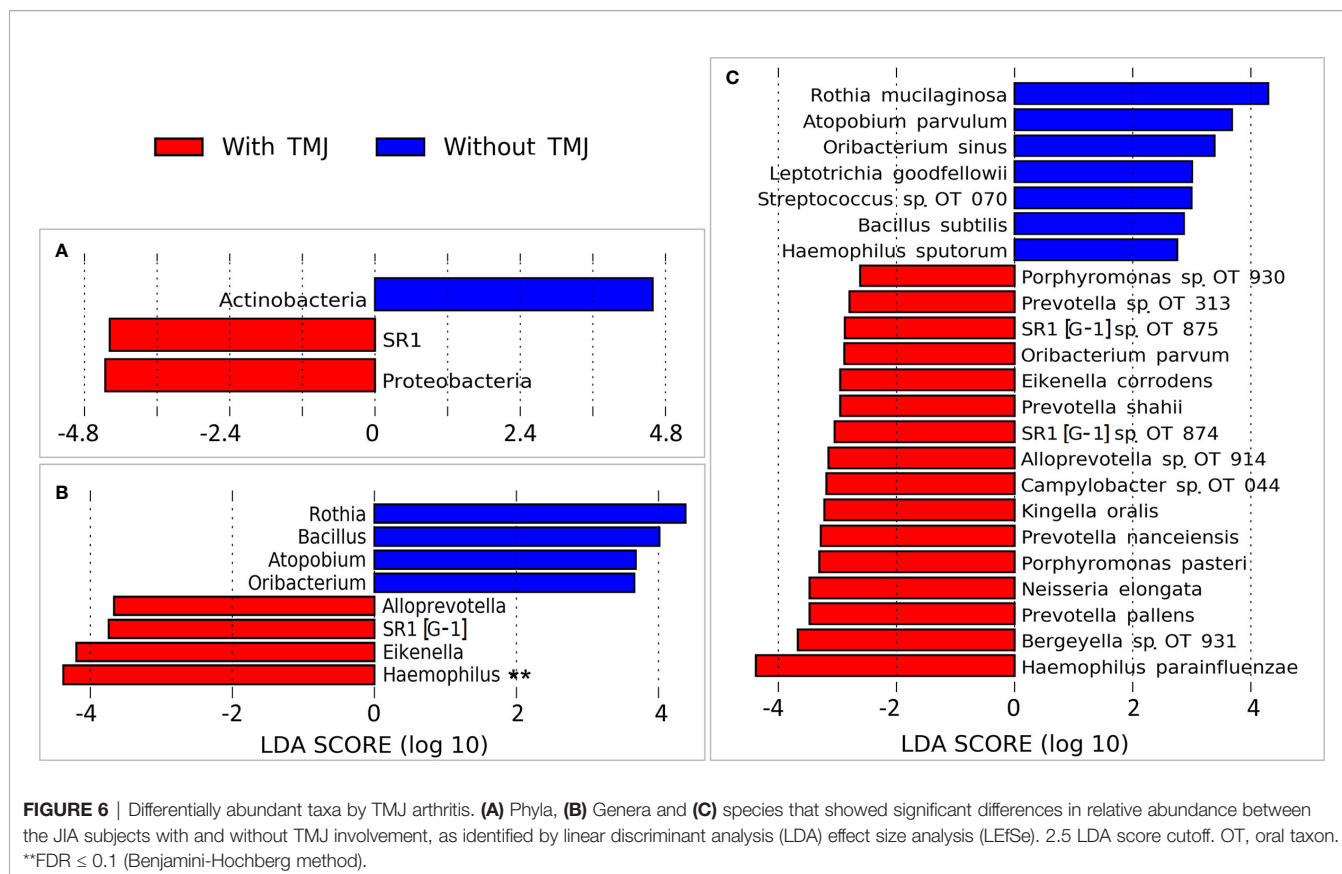 With TMJ
Without TMJ
A
Actinobacteria
SR1
Proteobacteria
-4.8
-2.4
0
2.4
4.8
B
Rothia
Bacillus
Atopobium
Oribacterium
Alloprevotella
SR1 [G-1]
Eikenella
Haemophilus **
-4
-2
0
2
4
LDA SCORE (log 10)
C
Rothia mucilaginosa
Atopobium parvulum
Oribacterium sinus
Leptotrichia goodfellowii
Streptococcus sp. OT 070
Bacillus subtilis
Haemophilus sputorum
Porphyromonas sp. OT 930
Prevotella sp. OT 313
SR1 [G-1] sp. OT 875
Oribacterium parvum
Eikenella corrodens
Prevotella shahii
SR1 [G-1] sp. OT 874
Alloprevotella sp. OT 914
Campylobacter sp. OT 044
Kingella oralis
Prevotella nanceiensis
Porphyromonas pasteri
Neisseria elongata
Prevotella pallens
Bergeyella sp. OT 931
Haemophilus parainfluenzae
-4
-2
0
2
4
LDA SCORE (log 10)
FIGURE 6 | Differentially abundant taxa by TMJ arthritis. (A) Phyla, (B) Genera and (C) species that showed significant differences in relative abundance between
the JIA subjects with and without TMJ involvement, as identified by linear discriminant analysis (LDA) effect size analysis (LEfSe). 2.5 LDA score cutoff. OT, oral taxon.
**FDR ≤ 0.1 (Benjamini-Hochberg method).